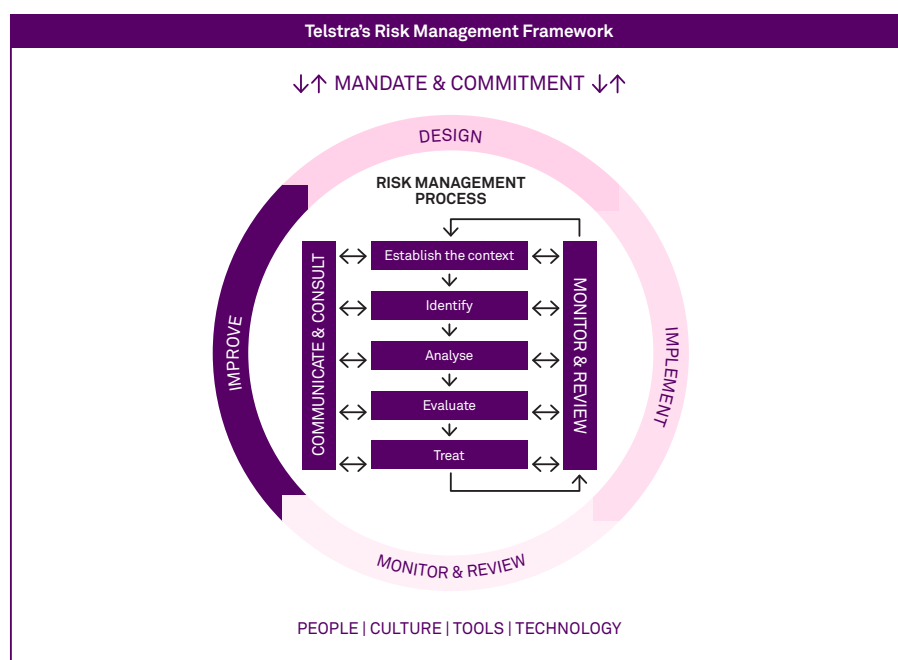 Telstra's Risk Management Framework
↓↑ MANDATE & COMMITMENT ↓↑
DESIGN
RISK MANAGEMENT
PROCESS
Establish the context
Identify
Analyse
Evaluate
Treat
COMMUNICATE & CONSULT
MONITOR & REVIEW
IMPROVE
IMPLEMENT
MONITOR & REVIEW
PEOPLE | CULTURE | TOOLS | TECHNOLOGY